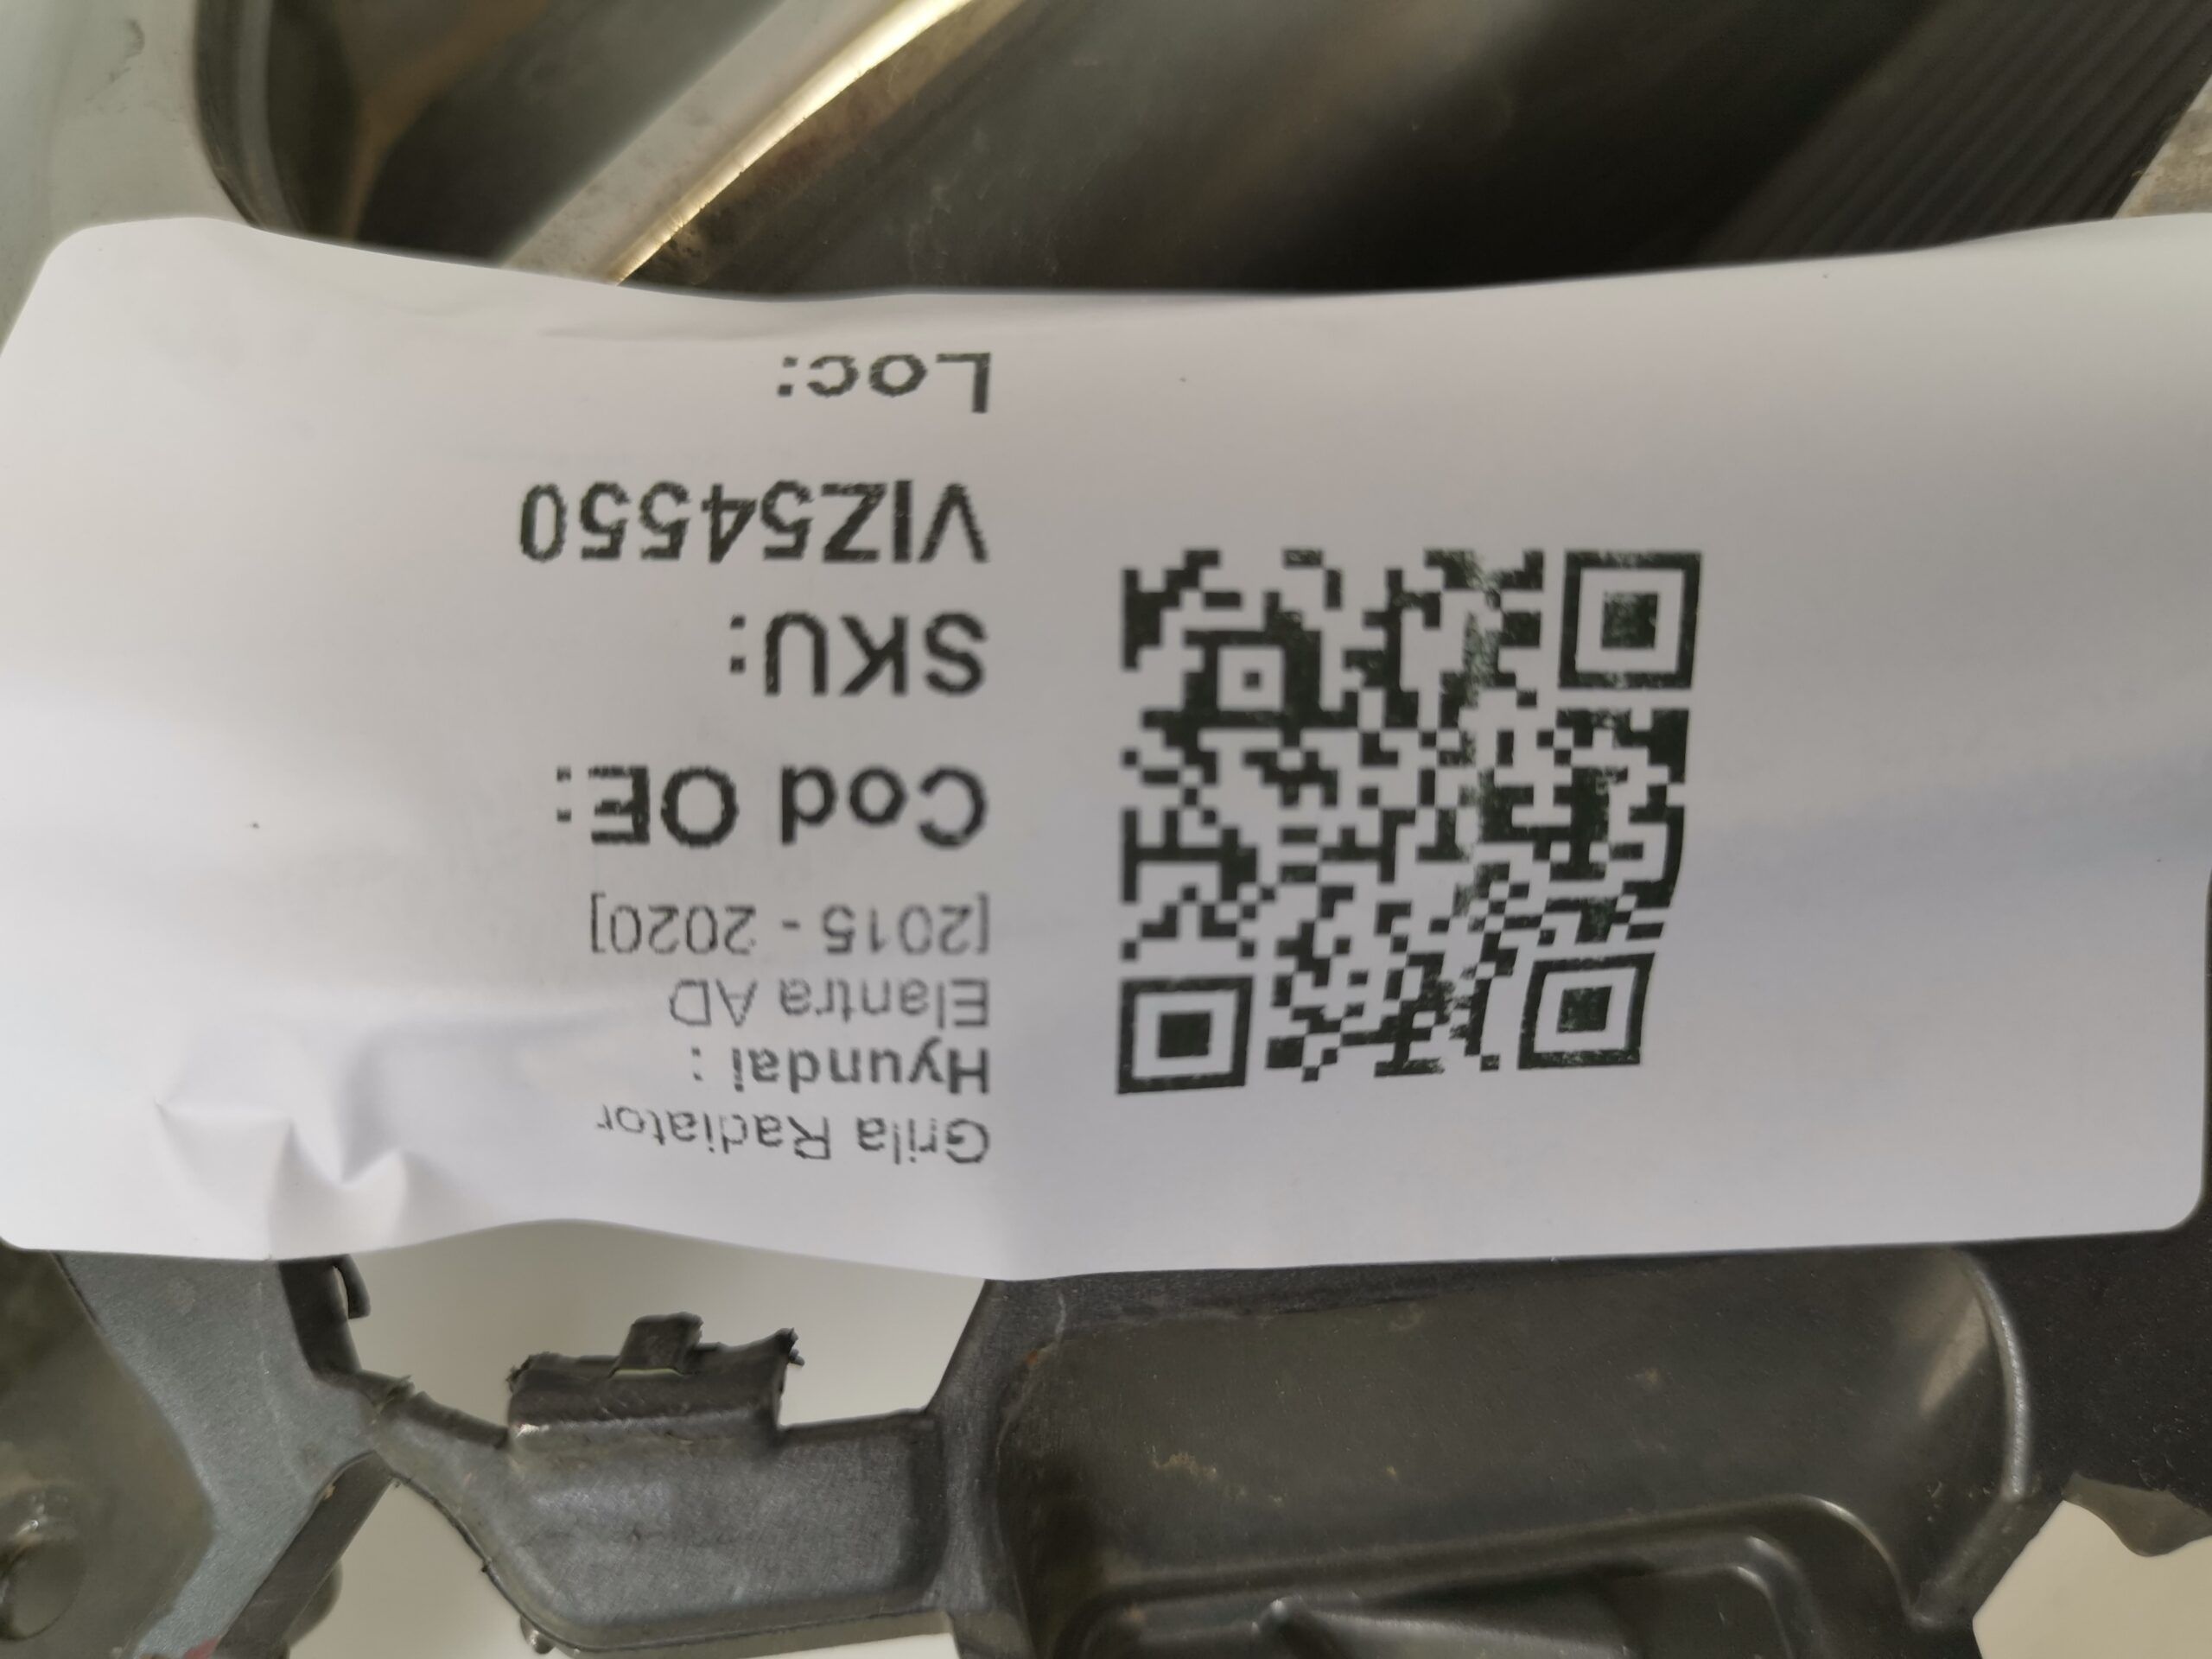 Grila Radiator
Hyundai :
Elantra AD
[2015 - 2020]
Cod OE:
SKU:
VIZ54550
Loc: